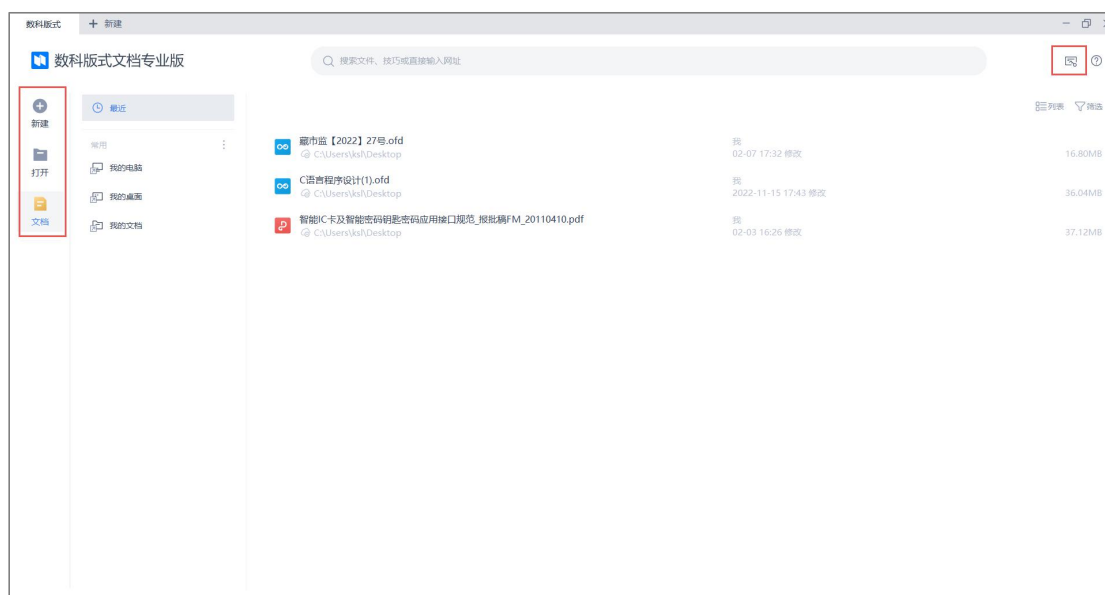 数科版式
新建
数科版式文档专业版
搜索文件、技巧或直接输入网址
新建
打开
文档
最近
常用
我的电脑
我的桌面
我的文档
列表 筛选
藏市监【2022】27号.ofd
C:\Users\ksl\Desktop
我
02-07 17:32 修改
16.80MB
C语言程序设计(1).ofd
C:\Users\ksl\Desktop
我
2022-11-15 17:43 修改
36.04MB
智能IC卡及智能密码钥匙密码应用接口规范_报批稿FM_20110410.pdf
C:\Users\ksl\Desktop
我
02-03 16:26 修改
37.12MB